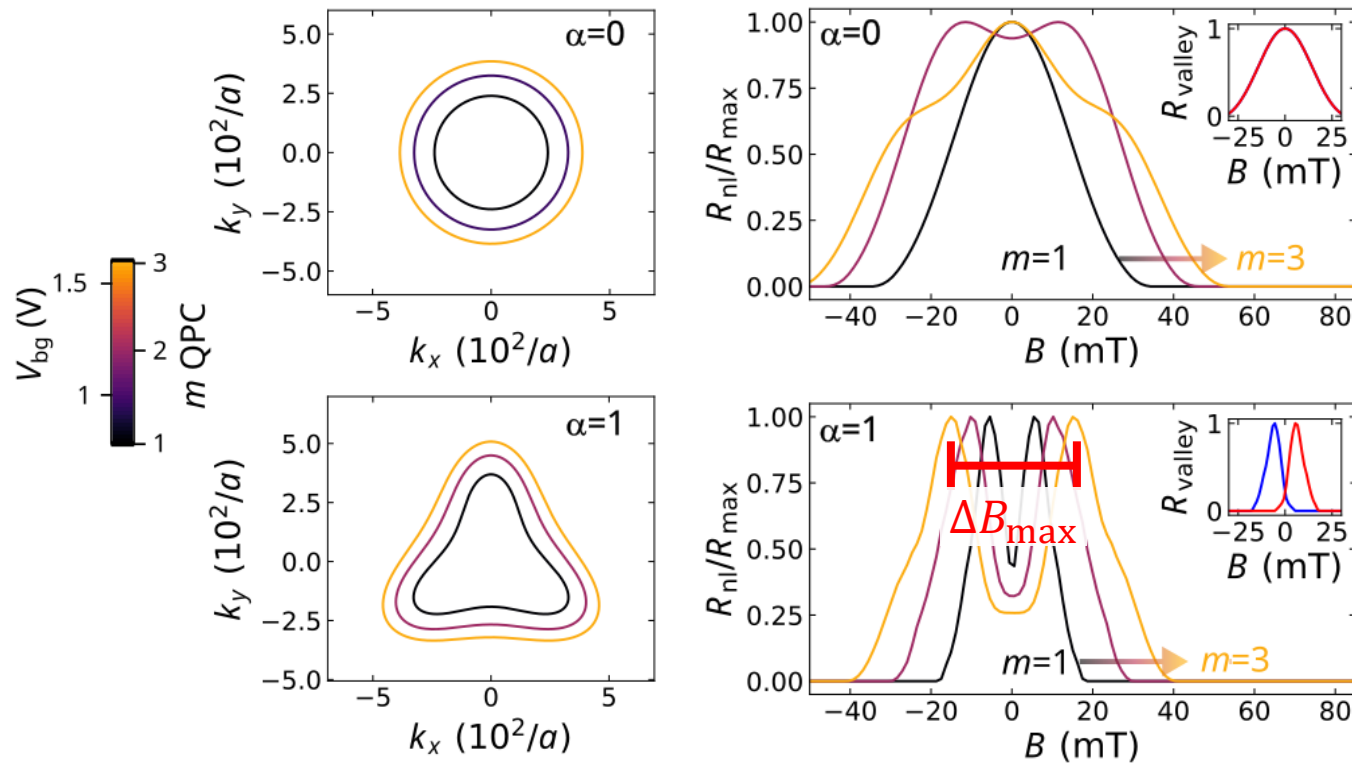 α=0
5.0
2.5
0.0
−2.5
−5.0
k_y (10²/a)
−5
0
5
k_x (10²/a)
α=0
1.00
0.75
0.50
0.25
0.00
R_nl/R_max
m=1
m=3
−40
−20
0
20
40
60
80
B (mT)
1
0
R_valley
−25
0
25
B (mT)
V_bg (V)
1.5
1
3
2
1
m QPC
α=1
5.0
2.5
0.0
−2.5
−5.0
k_y (10²/a)
−5
0
5
k_x (10²/a)
α=1
1.00
0.75
0.50
0.25
0.00
R_nl/R_max
ΔB_max
m=1
m=3
−40
−20
0
20
40
60
80
B (mT)
1
0
R_valley
−25
0
25
B (mT)